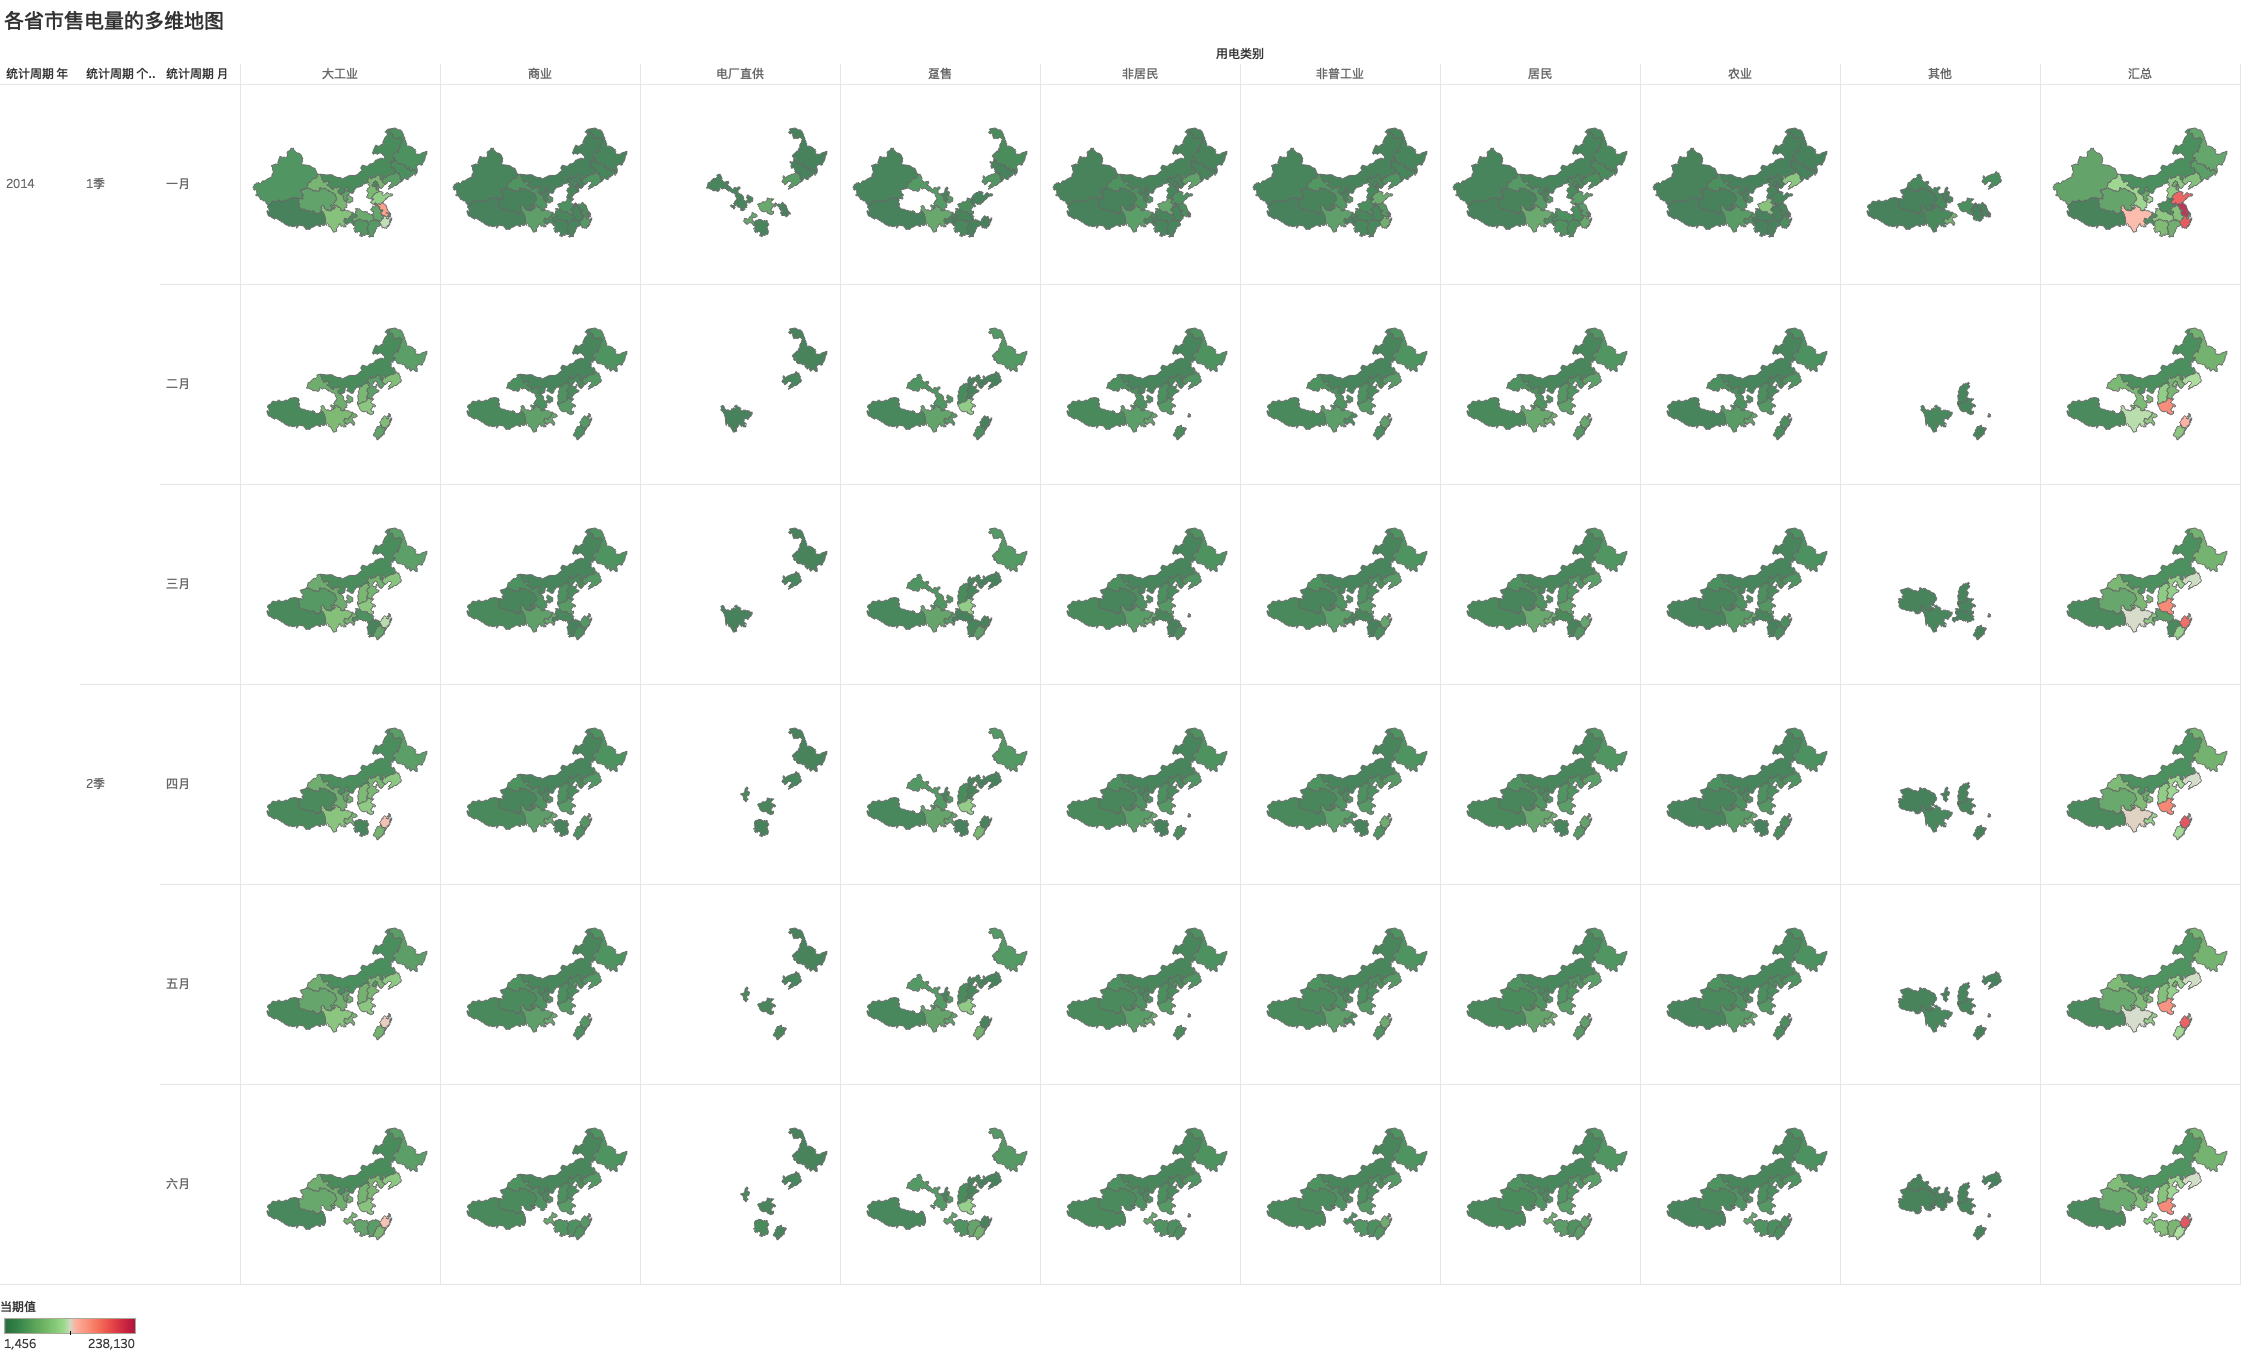 各省市售电量的多维地图
用电类别
统计周期 年 统计周期 个.. 统计周期 月 大工业 商业 电厂直供 趸售 非居民 非普工业 居民 农业 其他 汇总
2014 1季 一月
二月
三月
2季 四月
五月
六月
当期值
1,456 238,130